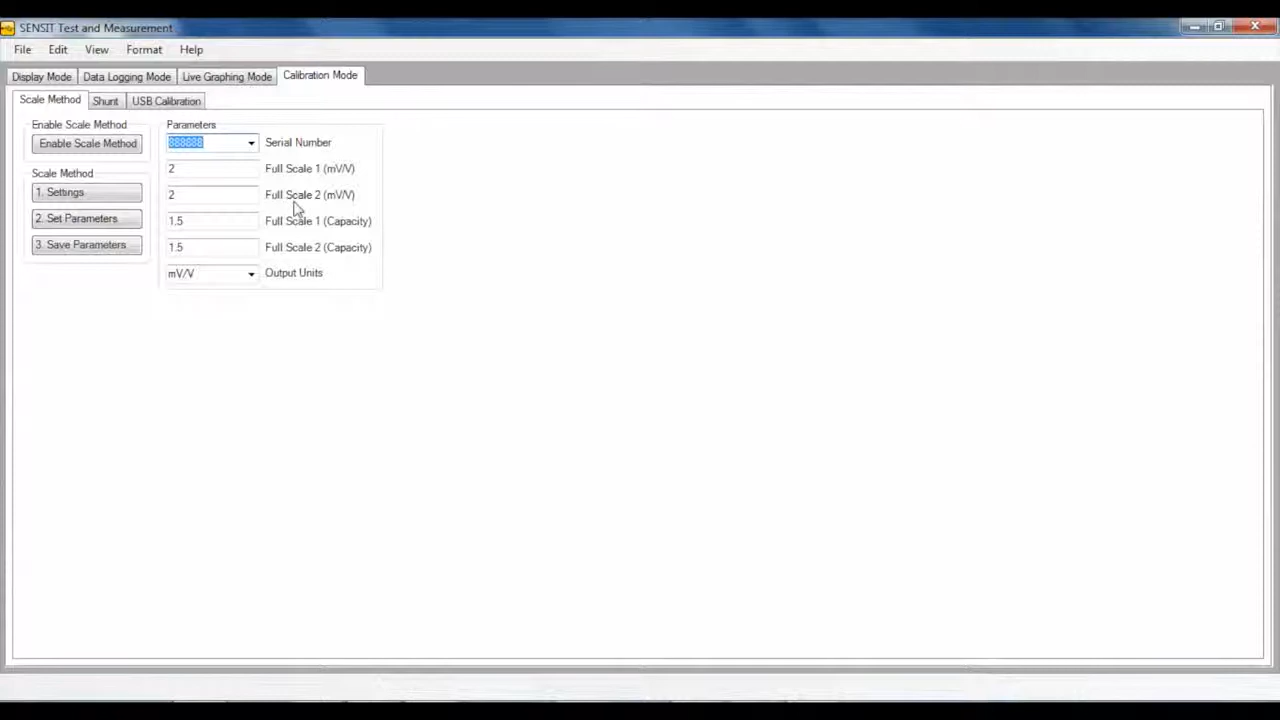 SENSIT Test and Measurement
File Edit View Format Help
Display Mode Data Logging Mode Live Graphing Mode Calibration Mode
Scale Method Shunt USB Calibration
Enable Scale Method
Enable Scale Method
Scale Method
1. Settings
2. Set Parameters
3. Save Parameters
Parameters
888888 Serial Number
2 Full Scale 1 (mV/V)
2 Full Scale 2 (mV/V)
1.5 Full Scale 1 (Capacity)
1.5 Full Scale 2 (Capacity)
mV/V Output Units